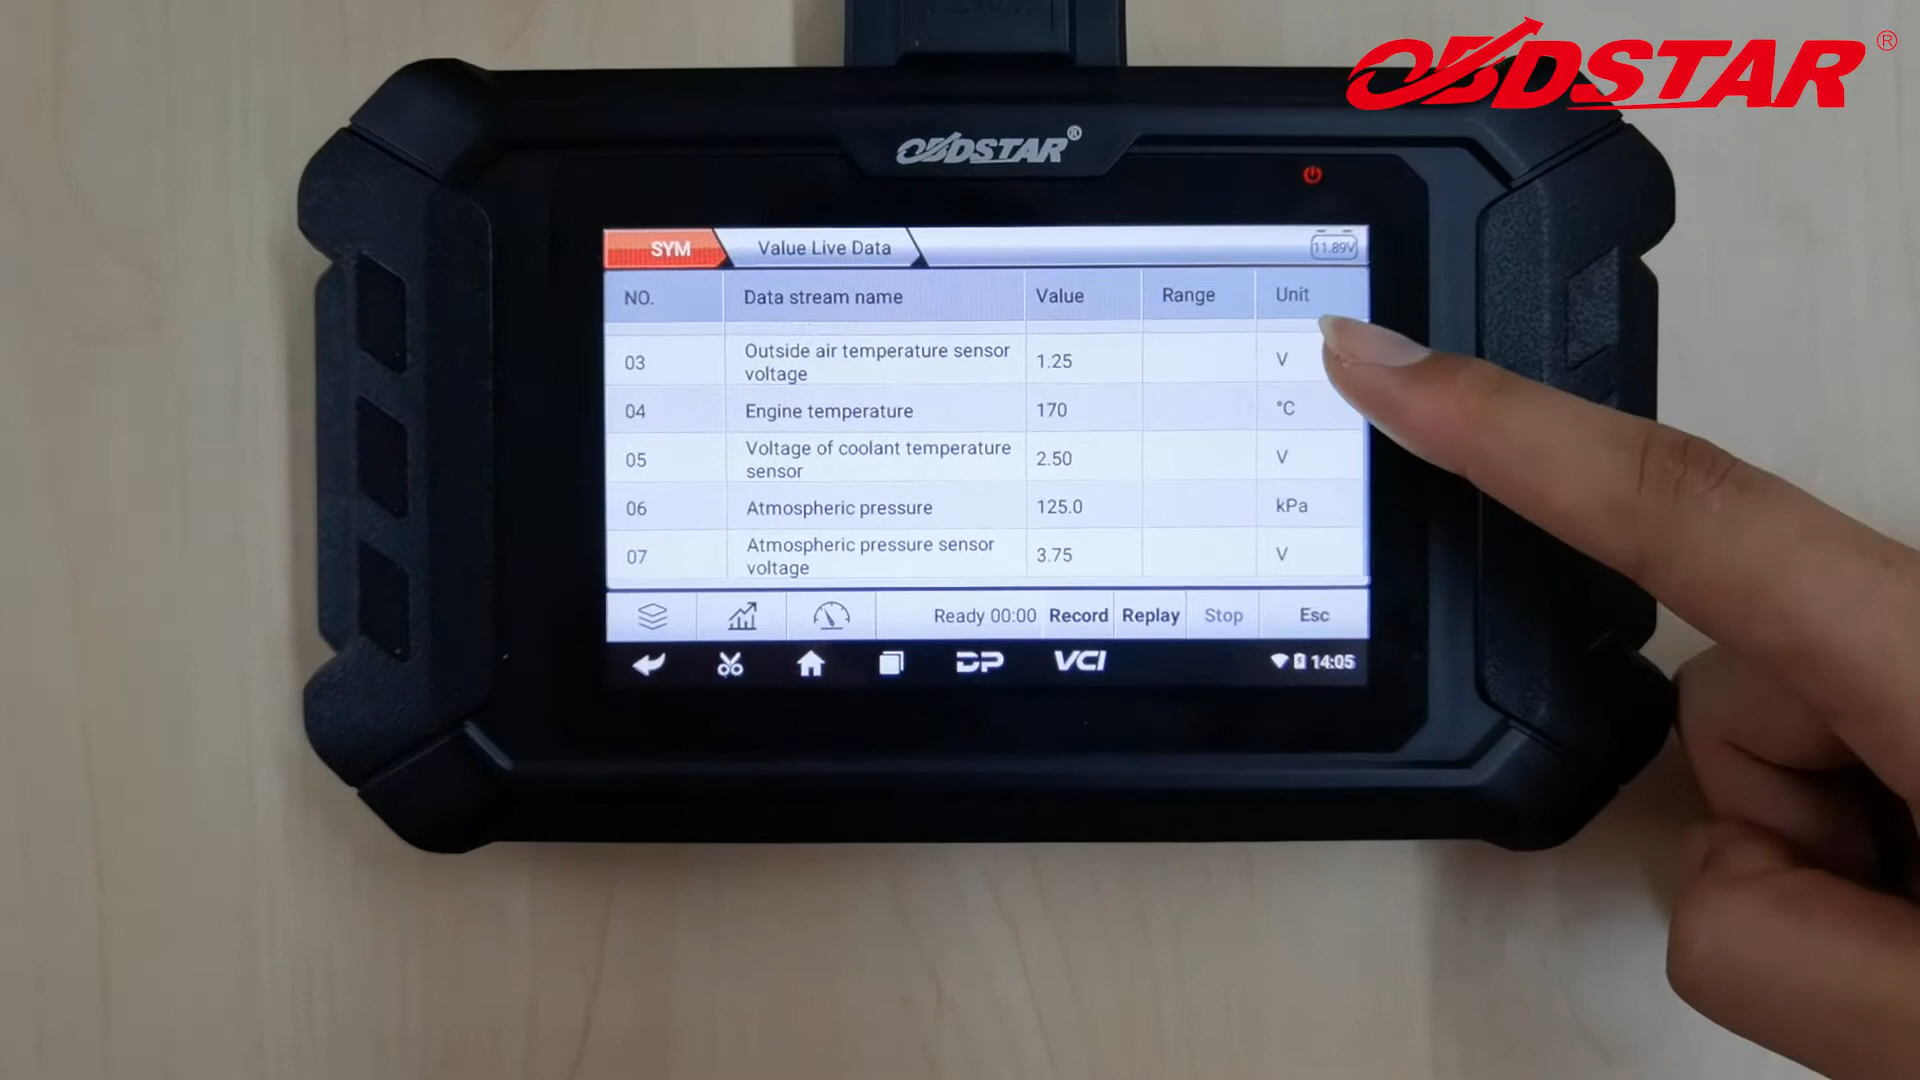 OBDSTAR®
OBDSTAR®
SYM Value Live Data 11.89V
NO. Data stream name Value Range Unit
03 Outside air temperature sensor voltage 1.25 V
04 Engine temperature 170 °C
05 Voltage of coolant temperature sensor 2.50 V
06 Atmospheric pressure 125.0 kPa
07 Atmospheric pressure sensor voltage 3.75 V
Ready 00:00 Record Replay Stop Esc
DP VCI 14:05